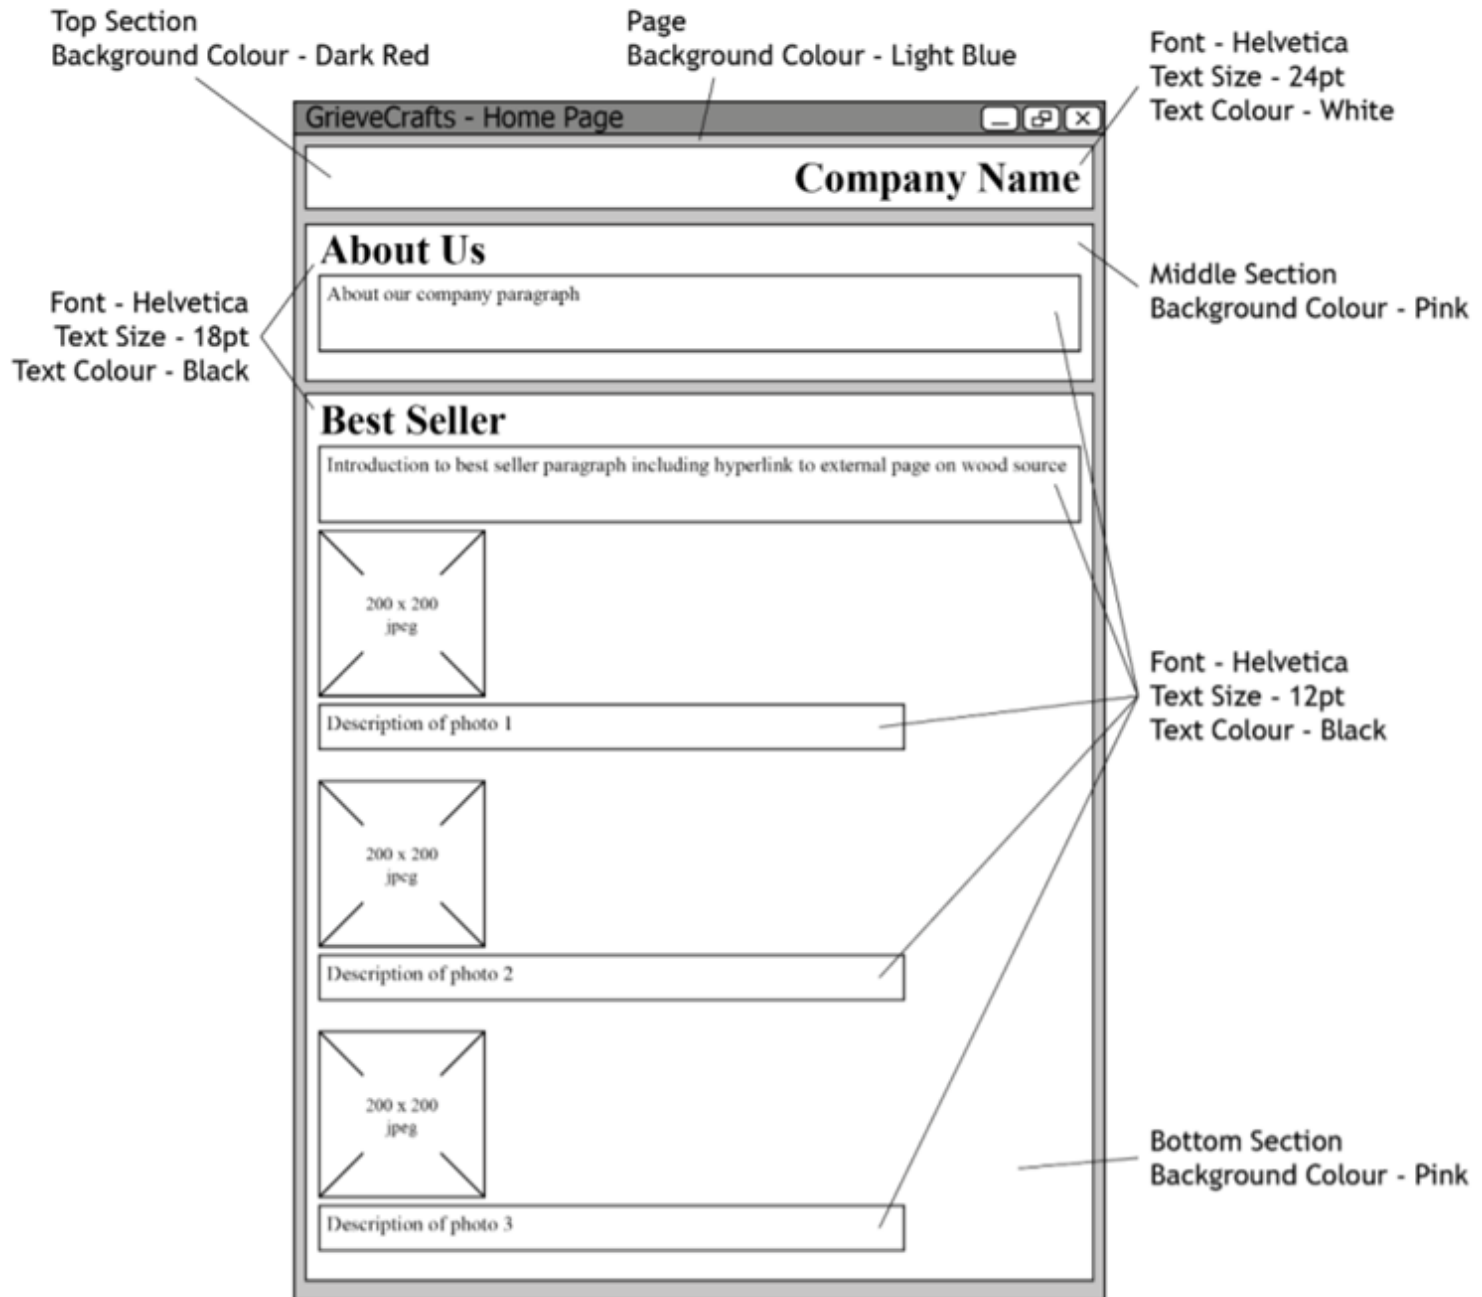 Top Section
Background Colour - Dark Red
Page
Background Colour - Light Blue
Font - Helvetica
Text Size - 24pt
Text Colour - White
GrieveCrafts - Home Page
Company Name
About Us
About our company paragraph
Middle Section
Background Colour - Pink
Font - Helvetica
Text Size - 18pt
Text Colour - Black
Best Seller
Introduction to best seller paragraph including hyperlink to external page on wood source
200 x 200
jpeg
Description of photo 1
Font - Helvetica
Text Size - 12pt
Text Colour - Black
200 x 200
jpeg
Description of photo 2
200 x 200
jpeg
Description of photo 3
Bottom Section
Background Colour - Pink